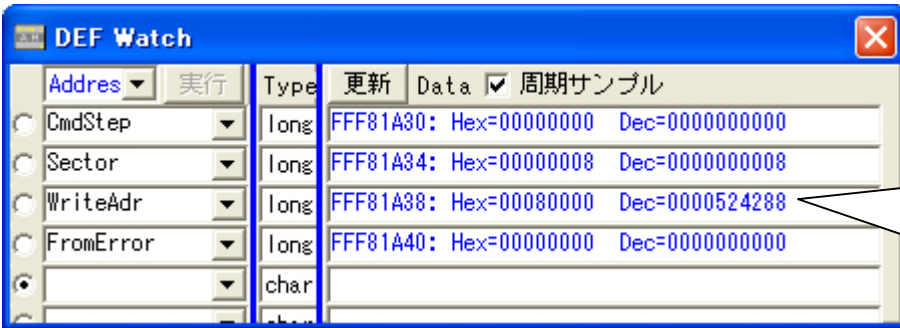 DEF Watch
Addres 実行 Type 更新 Data 周期サンプル
CmdStep long FFF81A30: Hex=00000000 Dec=0000000000
Sector long FFF81A34: Hex=00000008 Dec=0000000008
WriteAdr long FFF81A38: Hex=00080000 Dec=0000524288
FromError long FFF81A40: Hex=00000000 Dec=0000000000
char